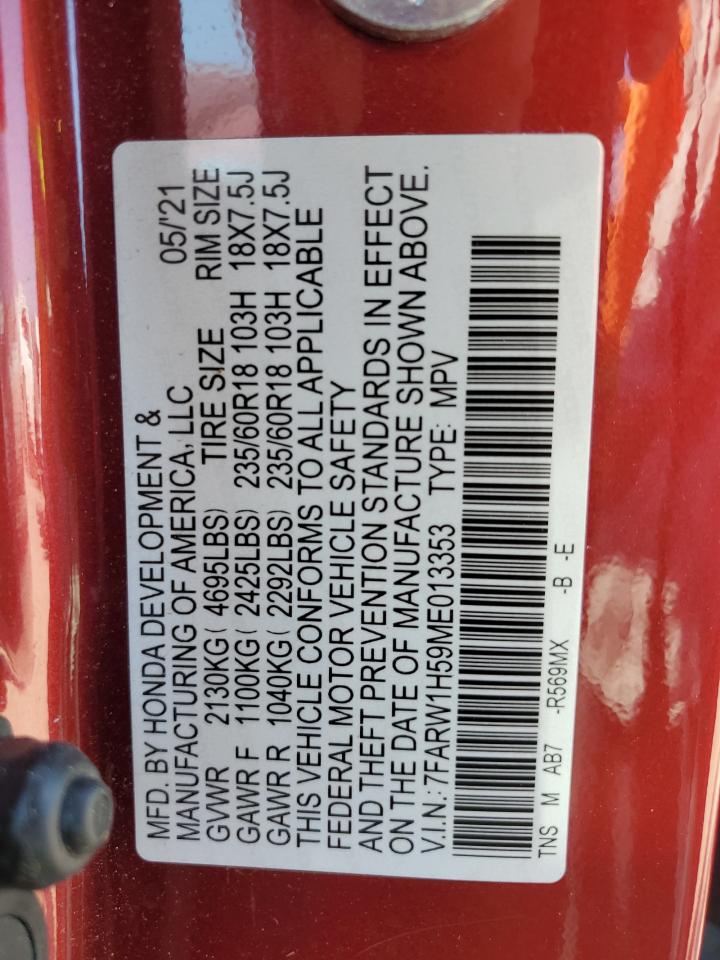 MFD. BY HONDA DEVELOPMENT &
MANUFACTURING OF AMERICA, LLC 05/'21
GVWR 2130KG( 4695LBS) TIRE SIZE RIM SIZE
GAWR F 1100KG( 2425LBS) 235/60R18 103H 18X7.5J
GAWR R 1040KG( 2292LBS) 235/60R18 103H 18X7.5J
THIS VEHICLE CONFORMS TO ALL APPLICABLE
FEDERAL MOTOR VEHICLE SAFETY
AND THEFT PREVENTION STANDARDS IN EFFECT
ON THE DATE OF MANUFACTURE SHOWN ABOVE.
V.I.N.: 7FARW1H59ME013353 TYPE: MPV
TNS M AB7 -R569MX -B -E